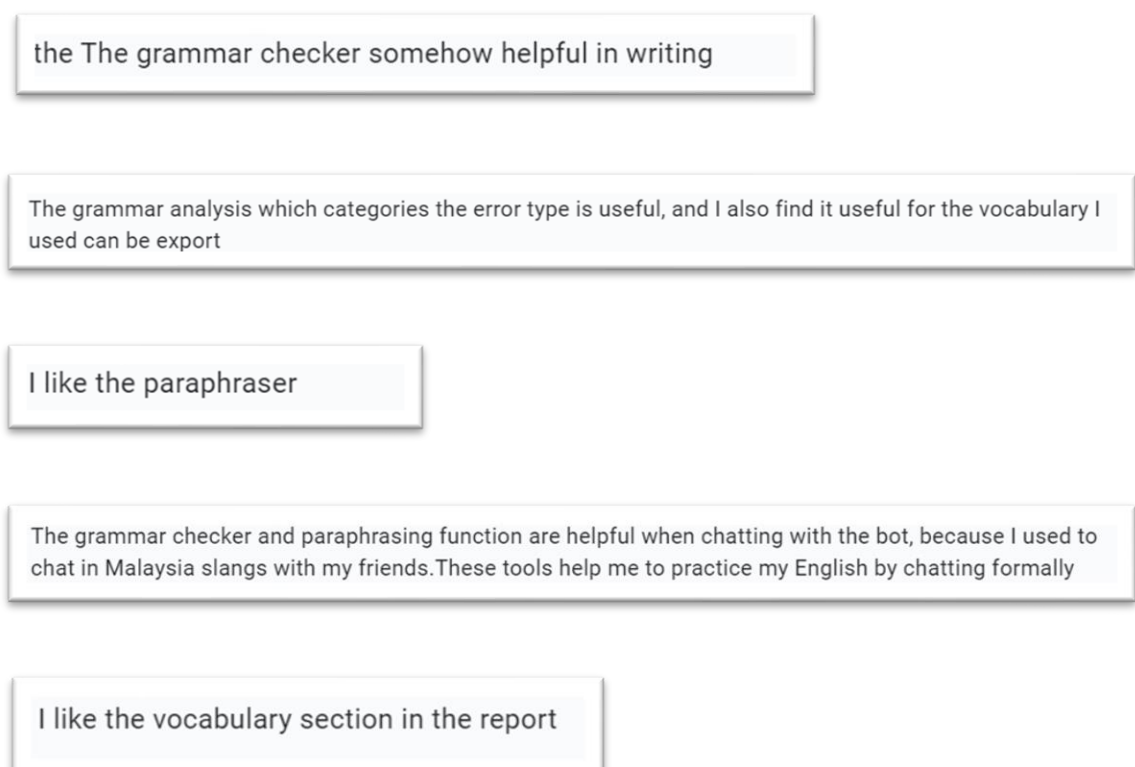 the The grammar checker somehow helpful in writing
The grammar analysis which categories the error type is useful, and I also find it useful for the vocabulary I
used can be export
I like the paraphraser
The grammar checker and paraphrasing function are helpful when chatting with the bot, because I used to
chat in Malaysia slangs with my friends.These tools help me to practice my English by chatting formally
I like the vocabulary section in the report